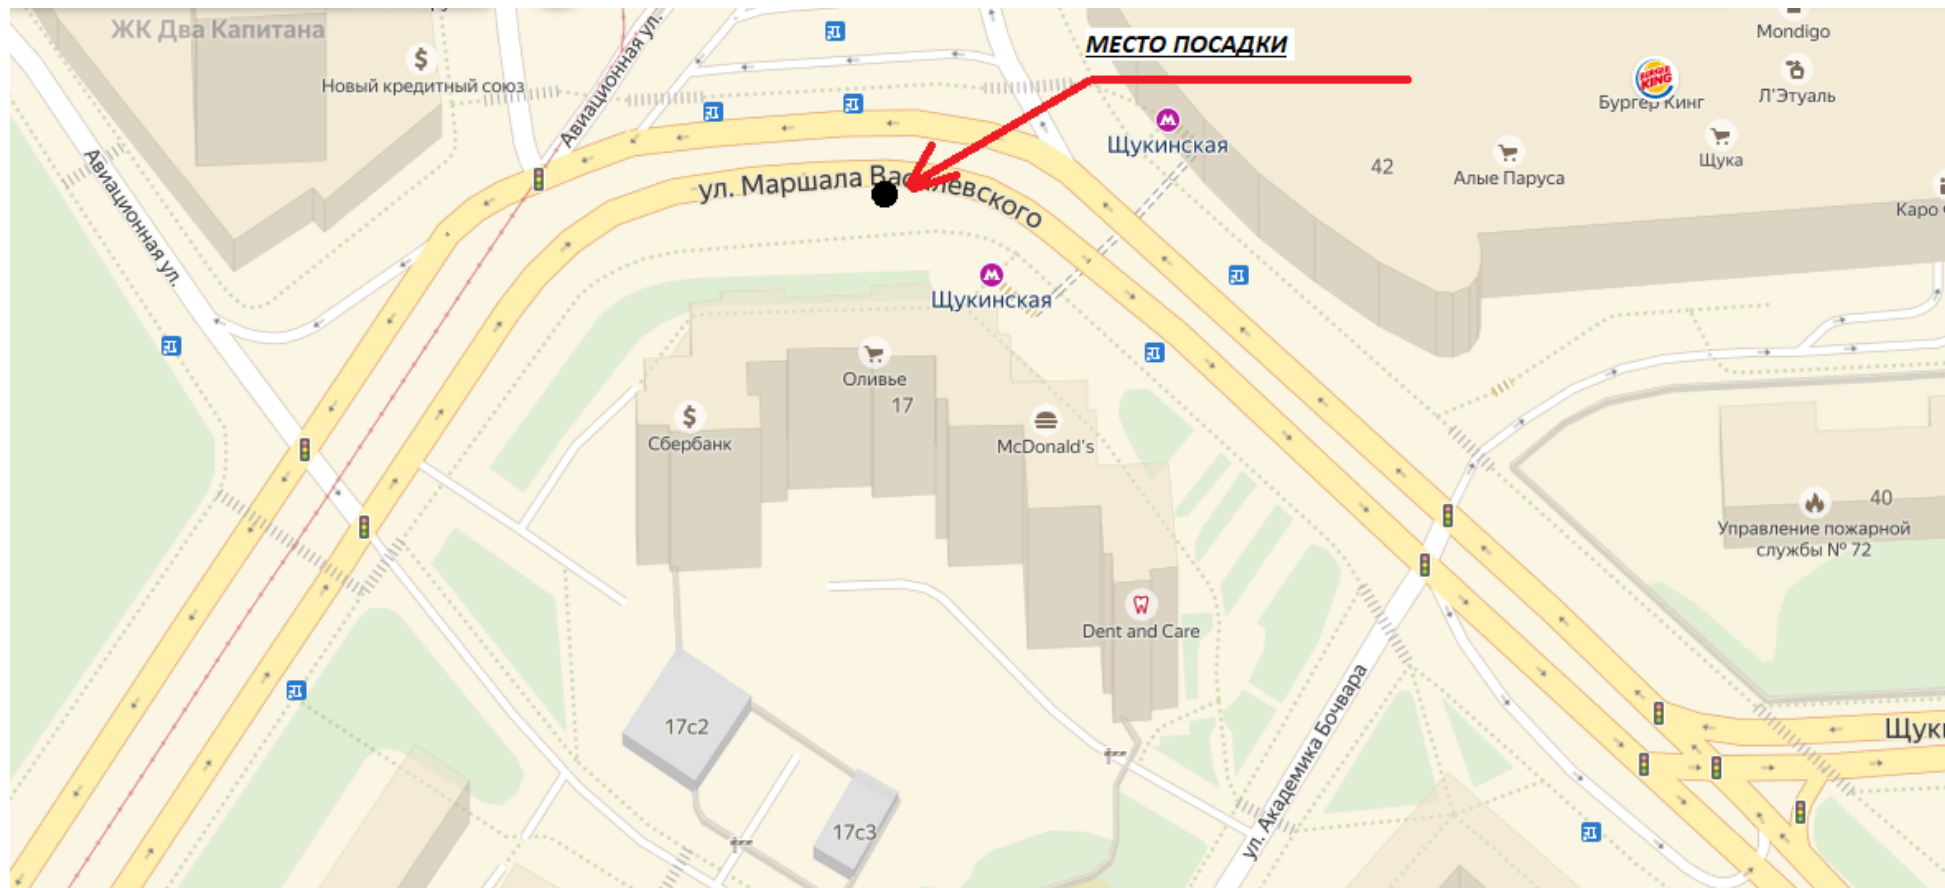 ЖК Два Капитана
Новый кредитный союз
Авиационная ул.
МЕСТО ПОСАДКИ
Mondigo
BURGER
KING
Бургер Кинг
Л'Этуаль
Щукинская
42
Алые Паруса
Щука
Каро
Авиационная ул.
ул. Маршала Василевского
Щукинская
Оливье
17
Сбербанк
McDonald's
40
Управление пожарной
службы № 72
Dent and Care
17с2
17с3
ул. Академика Бочвара
Щук